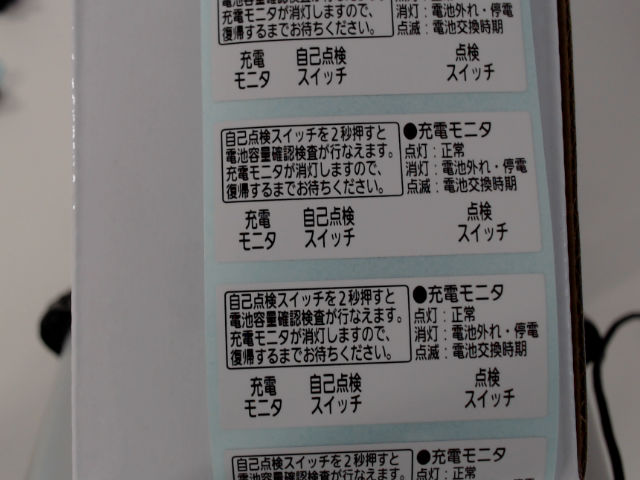 電池容量確認検査が行なえます。
充電モニタが消灯しますので、
復帰するまでお待ちください。
消灯：電池外れ・停電
点滅：電池交換時期
充電
モニタ
自己点検
スイッチ
点検
スイッチ
自己点検スイッチを2秒押すと
電池容量確認検査が行なえます。
充電モニタが消灯しますので、
復帰するまでお待ちください。
●充電モニタ
点灯：正常
消灯：電池外れ・停電
点滅：電池交換時期
充電
モニタ
自己点検
スイッチ
点検
スイッチ
自己点検スイッチを2秒押すと
電池容量確認検査が行なえます。
充電モニタが消灯しますので、
復帰するまでお待ちください。
●充電モニタ
点灯：正常
消灯：電池外れ・停電
点滅：電池交換時期
充電
モニタ
自己点検
スイッチ
点検
スイッチ
自己点検スイッチを2秒押すと
電池容量確認検査が行なえます。
●充電モニタ
点灯：正常